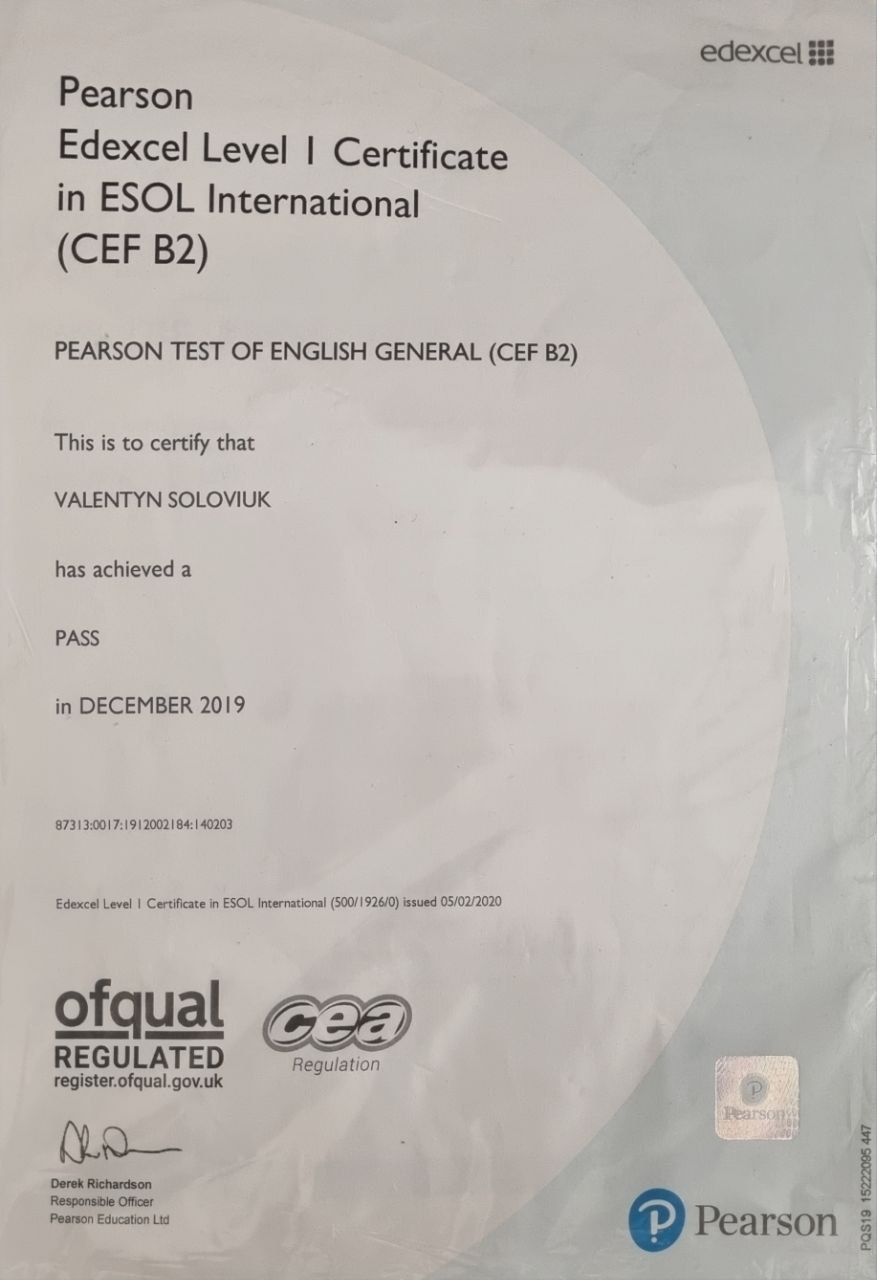 edexcel
Pearson
Edexcel Level 1 Certificate
in ESOL International
(CEF B2)
PEARSON TEST OF ENGLISH GENERAL (CEF B2)
This is to certify that
VALENTYN SOLOVIUK
has achieved a
PASS
in DECEMBER 2019
87313:0017:1912002184:140203
Edexcel Level 1 Certificate in ESOL International (500/1926/0) issued 05/02/2020
ofqual
REGULATED
register.ofqual.gov.uk
cea
Regulation
Pearson
Derek Richardson
Responsible Officer
Pearson Education Ltd
Pearson
PQS19 15222095 447